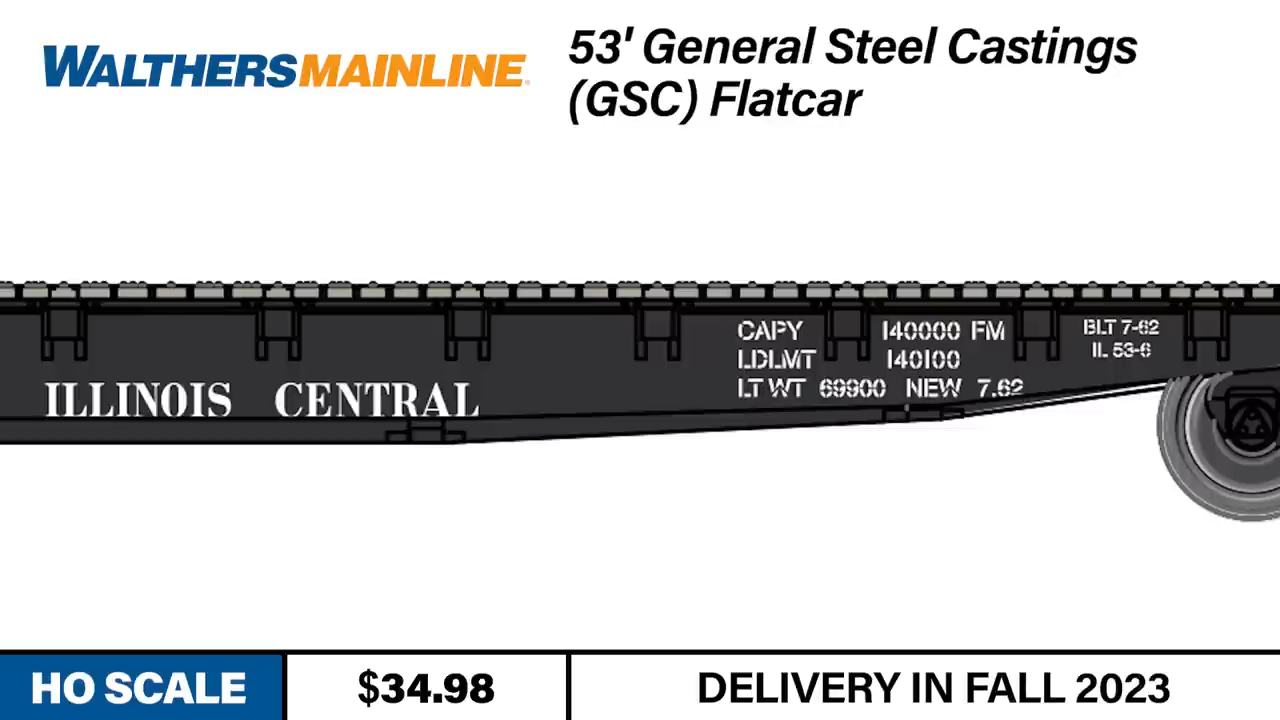 WALTHERSMAINLINE
53' General Steel Castings
(GSC) Flatcar
CAPY 140000 FM
LDLMT 140100
LT WT 69900 NEW 7.62
BLT 7-62
IL 53-6
ILLINOIS CENTRAL
HO SCALE
$34.98
DELIVERY IN FALL 2023